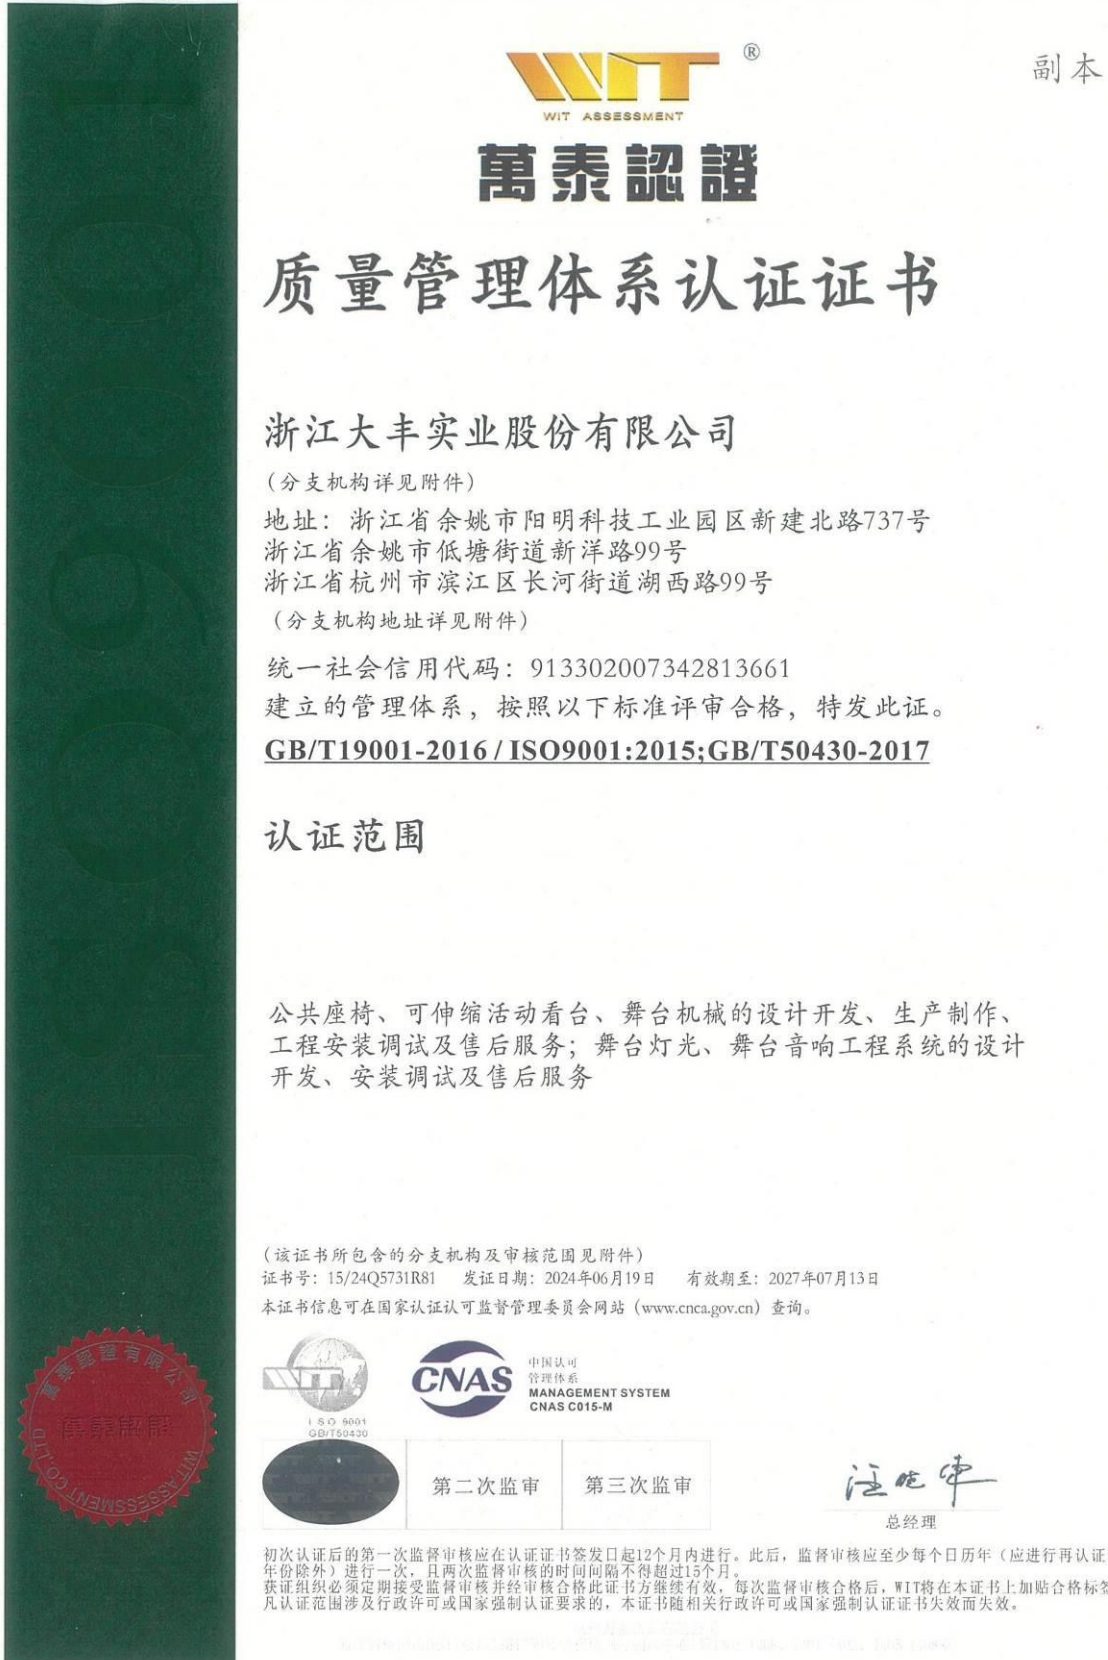 副本
WIT ®
WIT ASSESSMENT
萬泰認證
质量管理体系认证证书
浙江大丰实业股份有限公司
(分支机构详见附件)
地址：浙江省余姚市阳明科技工业园区新建北路737号
浙江省余姚市低塘街道新洋路99号
浙江省杭州市滨江区长河街道湖西路99号
(分支机构地址详见附件)
统一社会信用代码：913302007342813661
建立的管理体系，按照以下标准评审合格，特发此证。
GB/T19001-2016 / ISO9001:2015;GB/T50430-2017
认证范围
公共座椅、可伸缩活动看台、舞台机械的设计开发、生产制作、
工程安装调试及售后服务；舞台灯光、舞台音响工程系统的设计
开发、安装调试及售后服务
(该证书所包含的分支机构及审核范围见附件)
证书号：15/24Q5731R81 发证日期：2024年06月19日 有效期至：2027年07月13日
本证书信息可在国家认证认可监督管理委员会网站（www.cnca.gov.cn）查询。
WIT
ISO 9001
GB/T50430
CNAS
中国认可
管理体系
MANAGEMENT SYSTEM
CNAS C015-M
第二次监审
第三次监审
总经理
初次认证后的第一次监督审核应在认证证书签发日起12个月内进行。此后，监督审核应至少每个日历年（应进行再认证
年份除外）进行一次，且两次监督审核的时间间隔不得超过15个月。
获证组织必须定期接受监督审核并经审核合格此证书方继续有效，每次监督审核合格后，WIT将在本证书上加贴合格标签
凡认证范围涉及行政许可或国家强制认证要求的，本证书随相关行政许可或国家强制认证证书失效而失效。
ISO9001
萬泰認證有限公司
萬泰認證
WIT ASSESSMENT CO.,LTD